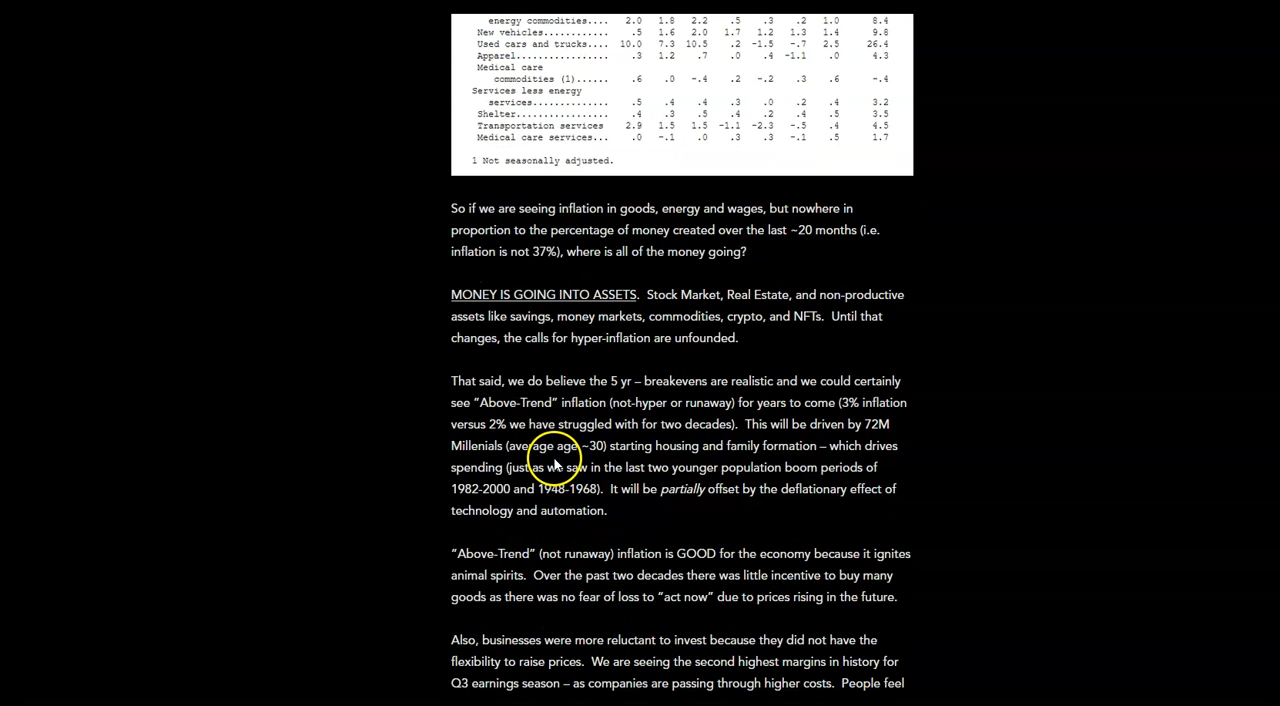 energy commodities.... 2.0 1.8 2.2 .5 .3 .2 1.0 8.4
New vehicles............. .5 1.6 2.0 1.7 1.2 1.3 1.4 9.8
Used cars and trucks.... 10.0 7.3 10.5 .2 -1.5 -.7 2.5 26.4
Apparel................. .3 1.2 .7 .0 .4 -1.1 .0 4.3
Medical care
commodities (1)...... .6 .0 -.4 .2 -.2 .3 .6 -.4
Services less energy
services.............. .5 .4 .4 .3 .0 .2 .4 3.2
Shelter................. .4 .3 .5 .4 .2 .4 .5 3.5
Transportation services 2.9 1.5 1.5 -1.1 -2.3 -.5 .4 4.5
Medical care services... .0 -.1 .0 .3 .3 -.1 .5 1.7
1 Not seasonally adjusted.
So if we are seeing inflation in goods, energy and wages, but nowhere in
proportion to the percentage of money created over the last ~20 months (i.e.
inflation is not 37%), where is all of the money going?
MONEY IS GOING INTO ASSETS. Stock Market, Real Estate, and non-productive
assets like savings, money markets, commodities, crypto, and NFTs. Until that
changes, the calls for hyper-inflation are unfounded.
That said, we do believe the 5 yr – breakevens are realistic and we could certainly
see “Above-Trend” inflation (not-hyper or runaway) for years to come (3% inflation
versus 2% we have struggled with for two decades). This will be driven by 72M
Millenials (average age ~30) starting housing and family formation – which drives
spending (just as we saw in the last two younger population boom periods of
1982-2000 and 1948-1968). It will be partially offset by the deflationary effect of
technology and automation.
“Above-Trend” (not runaway) inflation is GOOD for the economy because it ignites
animal spirits. Over the past two decades there was little incentive to buy many
goods as there was no fear of loss to “act now” due to prices rising in the future.
Also, businesses were more reluctant to invest because they did not have the
flexibility to raise prices. We are seeing the second highest margins in history for
Q3 earnings season – as companies are passing through higher costs. People feel